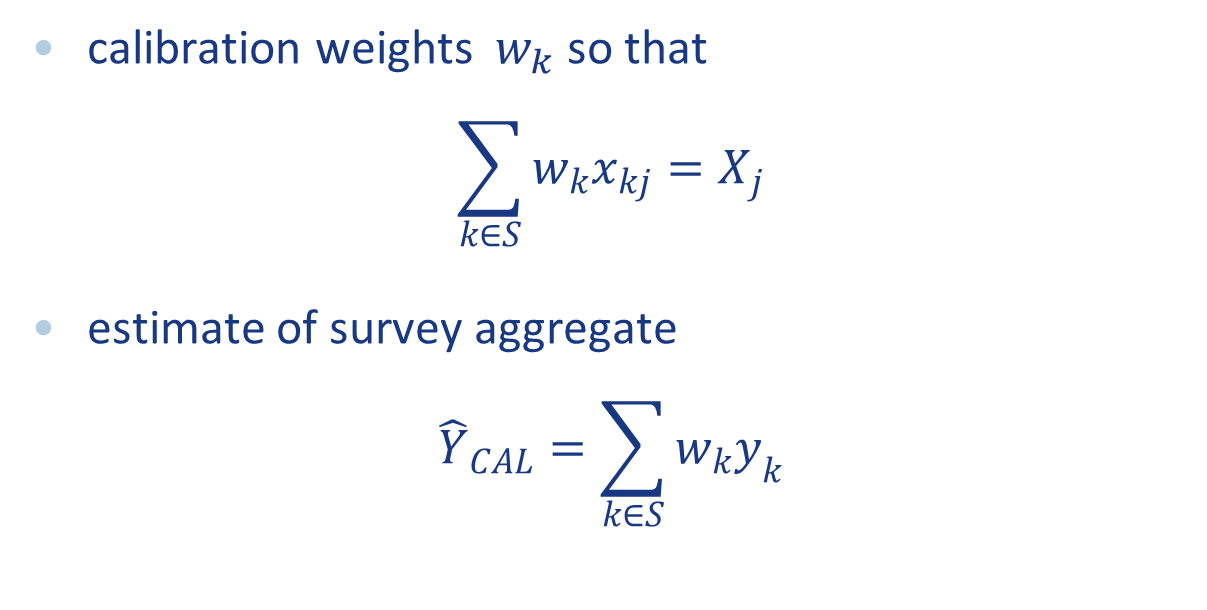 • calibration weights w_k so that
∑_{k∈S} w_k x_{kj} = X_j
• estimate of survey aggregate
Ŷ_{CAL} = ∑_{k∈S} w_k y_k